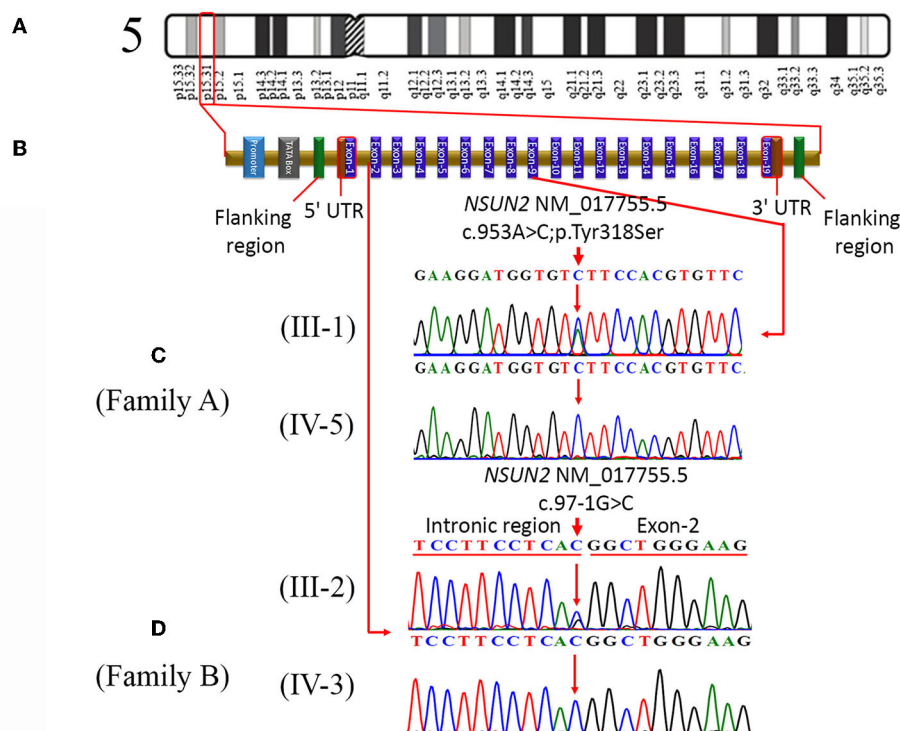 A
5
p15.33
p15.32
p15.31
p15.2
p15.1
p14.3
p14.2
p14.1
p13.3
p13.2
p13.1
p12
p11
q11.1
q11.2
q12.1
q12.2
q12.3
q13.1
q13.2
q13.3
q14.1
q14.2
q14.3
q15
q21.1
q21.2
q21.3
q22
q23.1
q23.2
q23.3
q31.1
q31.2
q31.3
q32
q33.1
q33.2
q33.3
q34
q35.1
q35.2
q35.3
B
Promoter
TATA Box
Exon-1
Exon-2
Exon-3
Exon-4
Exon-5
Exon-6
Exon-7
Exon-8
Exon-9
Exon-10
Exon-11
Exon-12
Exon-13
Exon-14
Exon-15
Exon-16
Exon-17
Exon-18
Exon-19
Flanking
region
5' UTR
3' UTR
Flanking
region
NSUN2 NM_017755.5
c.953A>C;p.Tyr318Ser
GAAGGATGGTGTCTTCCACGTGTTC
(III-1)
C
(Family A)
GAAGGATGGTGTCTTCCACGTGTTC
(IV-5)
NSUN2 NM_017755.5
c.97-1G>C
Intronic region Exon-2
TCCTTCCTCAC GGCTGGGAAG
(III-2)
D
(Family B)
TCCTTCCTCACGGCTGGGAAG
(IV-3)